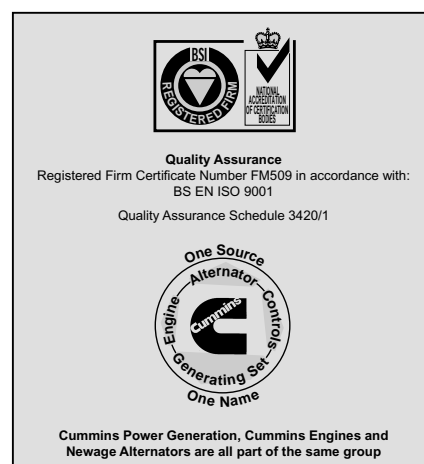 BSI
REGISTERED FIRM
NATIONAL
ACCREDITATION
OF CERTIFICATION
BODIES
Quality Assurance
Registered Firm Certificate Number FM509 in accordance with:
BS EN ISO 9001
Quality Assurance Schedule 3420/1
One Source
Alternator
Engine
Controls
Cummins
Generating Set
One Name
Cummins Power Generation, Cummins Engines and
Newage Alternators are all part of the same group